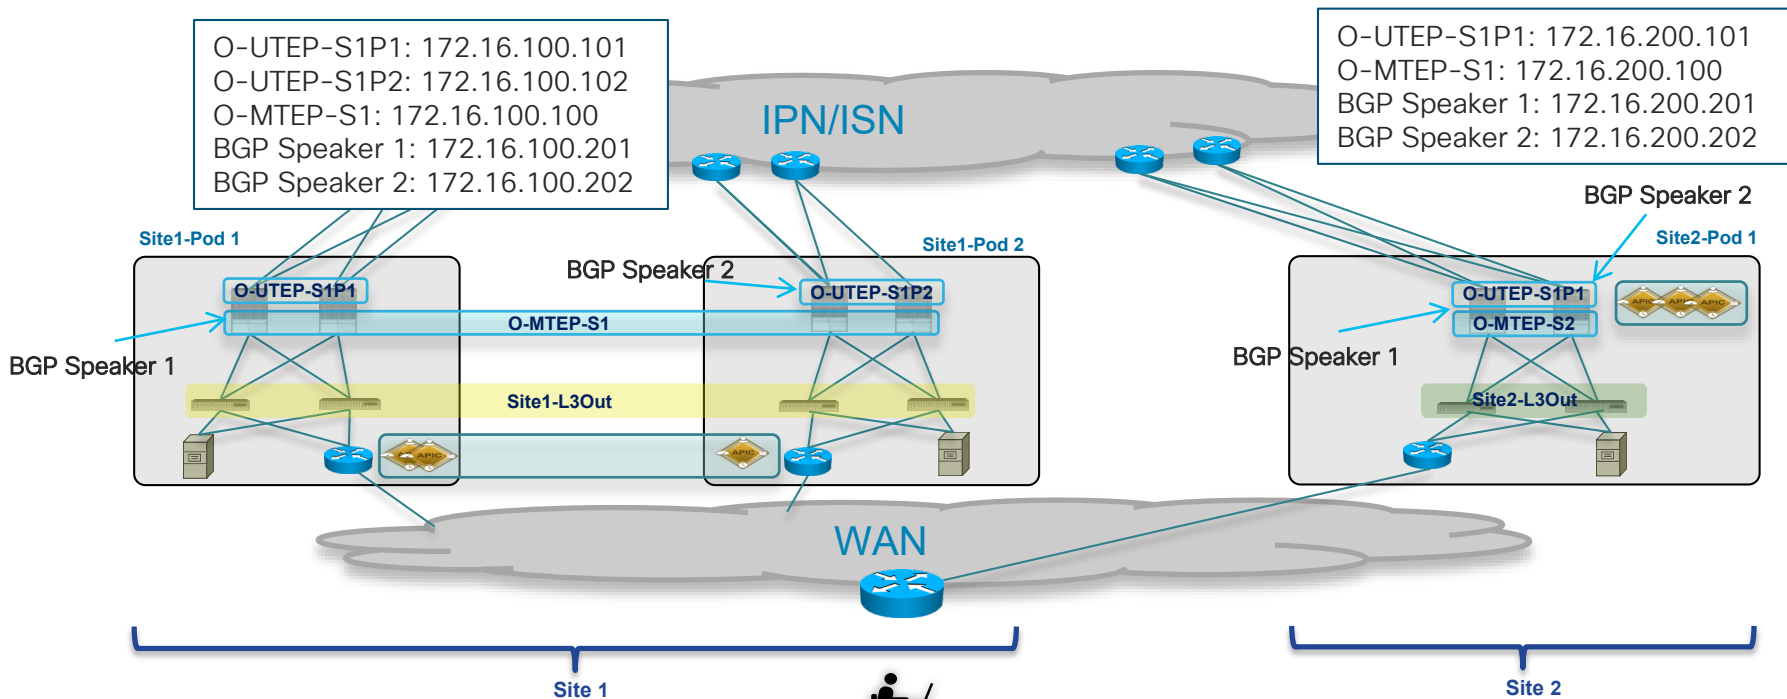 O-UTEP-S1P1: 172.16.100.101
O-UTEP-S1P2: 172.16.100.102
O-MTEP-S1: 172.16.100.100
BGP Speaker 1: 172.16.100.201
BGP Speaker 2: 172.16.100.202
IPN/ISN
O-UTEP-S1P1: 172.16.200.101
O-MTEP-S1: 172.16.200.100
BGP Speaker 1: 172.16.200.201
BGP Speaker 2: 172.16.200.202
BGP Speaker 2
Site1-Pod 1
Site1-Pod 2
Site2-Pod 1
BGP Speaker 2
O-UTEP-S1P1
O-UTEP-S1P2
O-UTEP-S1P1
APIC
APIC
APIC
O-MTEP-S1
O-MTEP-S2
BGP Speaker 1
BGP Speaker 1
Site1-L3Out
Site2-L3Out
APIC
APIC
WAN
Site 1
Site 2